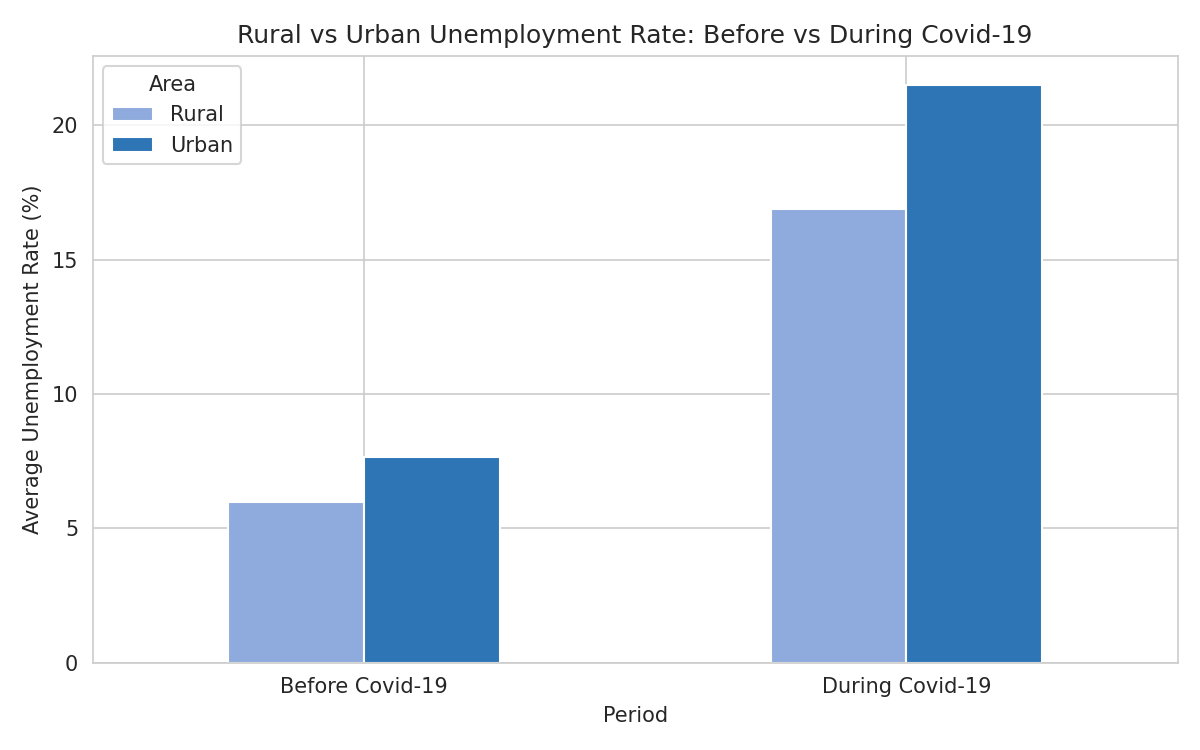 Rural vs Urban Unemployment Rate: Before vs During Covid-19
Area
Rural
Urban
Average Unemployment Rate (%)
20
15
10
5
0
Before Covid-19
During Covid-19
Period